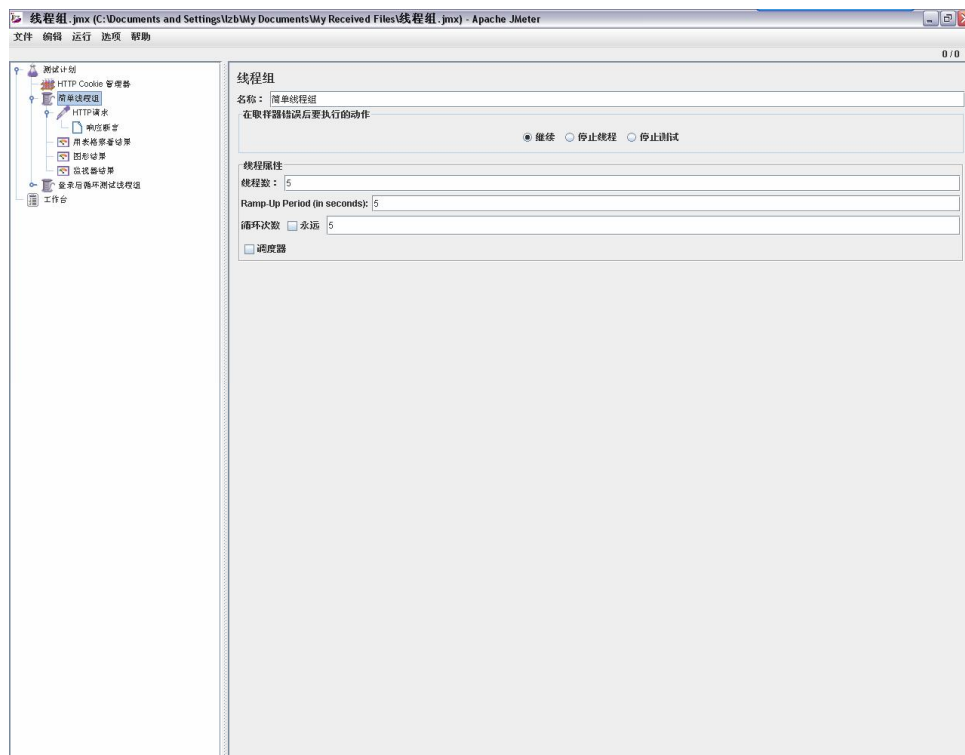 线程组.jmx (C:\Documents and Settings\lzb\My Documents\My Received Files\线程组.jmx) - Apache JMeter
文件 编辑 运行 选项 帮助
0 / 0
测试计划
HTTP Cookie 管理器
简单线程组
HTTP请求
响应断言
用表格察看结果
图形结果
监视器结果
登录后循环测试线程组
工作台
线程组
名称： 简单线程组
在取样器错误后要执行的动作
继续 停止线程 停止测试
线程属性
线程数： 5
Ramp-Up Period (in seconds): 5
循环次数 永远 5
调度器